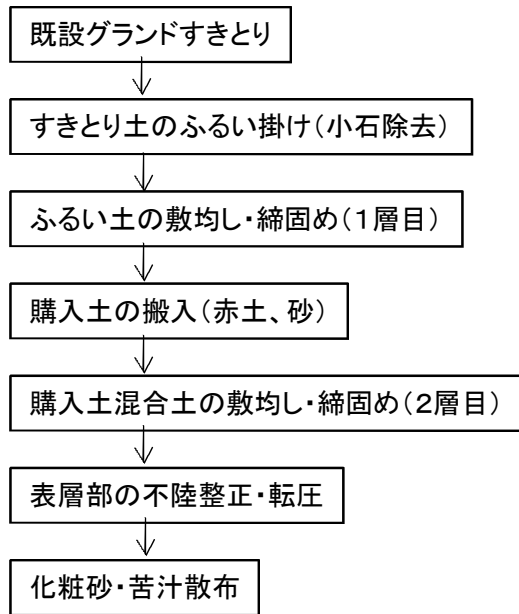 既設グランドすきとり
すきとり土のふるい掛け(小石除去)
ふるい土の敷均し・締固め(1層目)
購入土の搬入(赤土、砂)
購入土混合土の敷均し・締固め(2層目)
表層部の不陸整正・転圧
化粧砂・苦汁散布